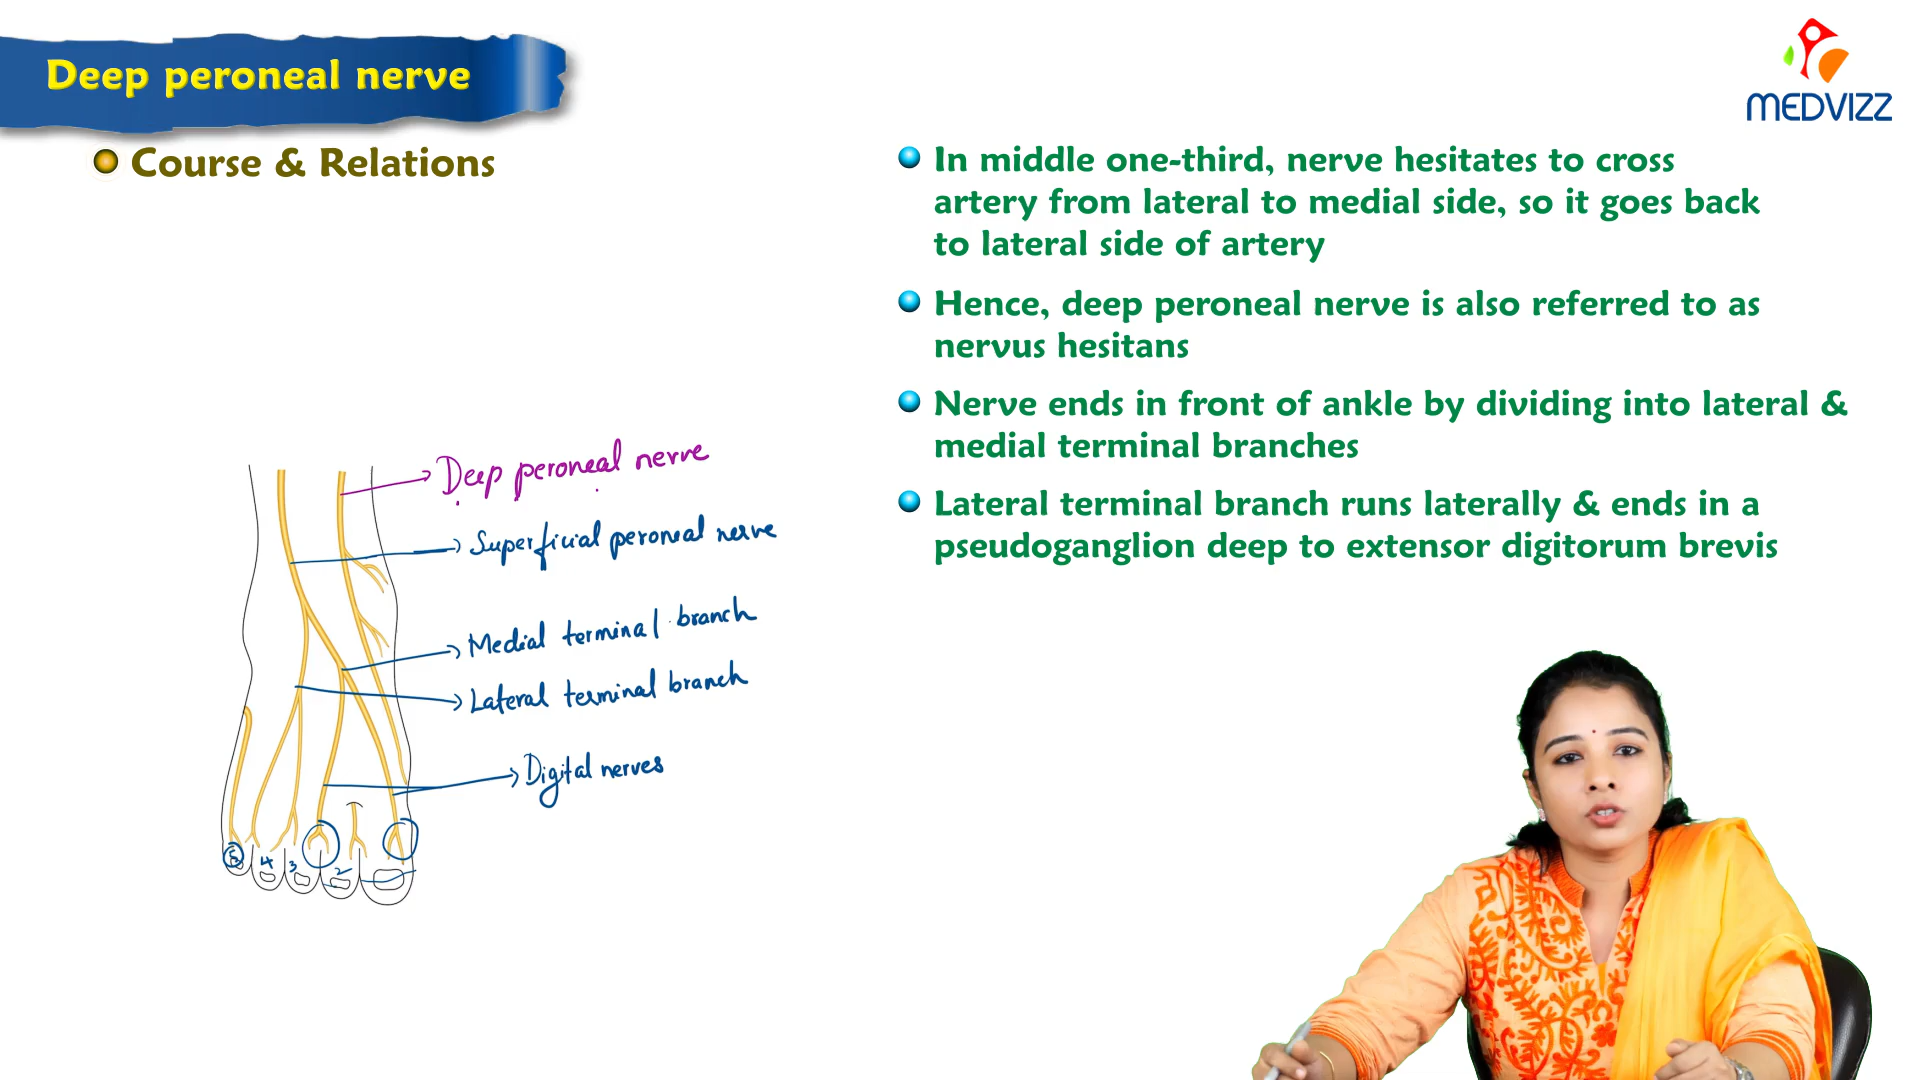 Deep peroneal nerve
MEDVIZZ
Course & Relations
In middle one-third, nerve hesitates to cross
artery from lateral to medial side, so it goes back
to lateral side of artery
Hence, deep peroneal nerve is also referred to as
nervus hesitans
Nerve ends in front of ankle by dividing into lateral &
medial terminal branches
Lateral terminal branch runs laterally & ends in a
pseudoganglion deep to extensor digitorum brevis
Deep peroneal nerve
Superficial peroneal nerve
Medial terminal branch
Lateral terminal branch
Digital nerves
5 4 3 2